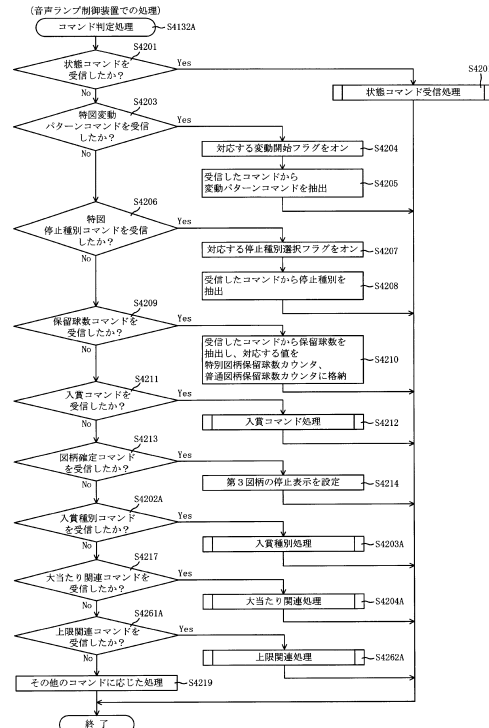 (音声ランプ制御装置での処理)
コマンド判定処理
S4132A
S4201
状態コマンドを
受信したか?
Yes
No
S420
状態コマンド受信処理
S4203
特図変動
パターンコマンドを受信
したか?
Yes
No
対応する変動開始フラグをオン
S4204
受信したコマンドから
変動パターンコマンドを抽出
S4205
S4206
特図
停止種別コマンドを受信
したか?
Yes
No
対応する停止種別選択フラグをオン
S4207
受信したコマンドから停止種別を
抽出
S4208
S4209
保留球数コマンドを
受信したか?
Yes
No
受信したコマンドから保留球数を
抽出し、対応する値を
特別図柄保留球数カウンタ、
普通図柄保留球数カウンタに格納
S4210
S4211
入賞コマンドを
受信したか?
Yes
No
入賞コマンド処理
S4212
S4213
図柄確定コマンド
を受信したか?
Yes
No
第3図柄の停止表示を設定
S4214
S4202A
入賞種別コマンド
を受信したか?
Yes
No
入賞種別処理
S4203A
S4217
大当たり関連コマンドを
受信したか?
Yes
No
大当たり関連処理
S4204A
S4261A
上限関連コマンドを
受信したか?
Yes
No
上限関連処理
S4262A
その他のコマンドに応じた処理
S4219
終了